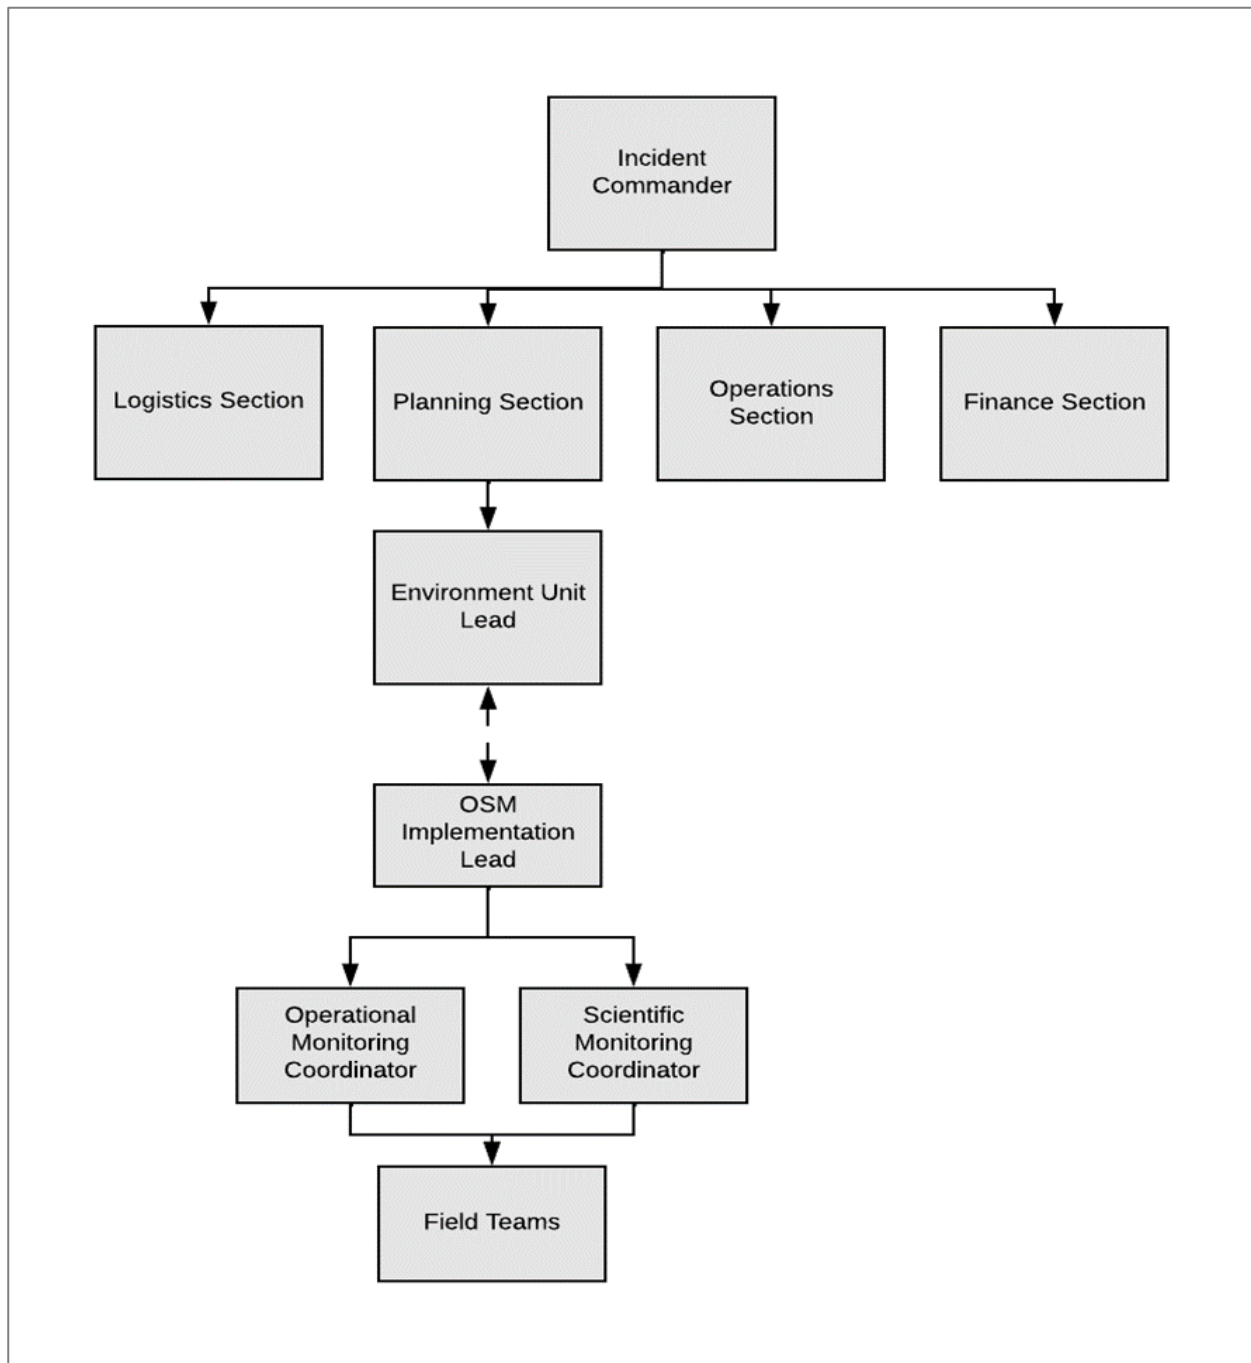 Incident
Commander
Logistics Section
Planning Section
Operations
Section
Finance Section
Environment Unit
Lead
OSM
Implementation
Lead
Operational
Monitoring
Coordinator
Scientific
Monitoring
Coordinator
Field Teams